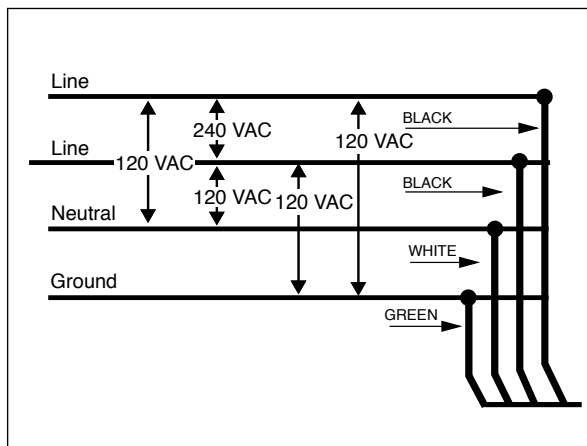 Line
BLACK
240 VAC
120 VAC
120 VAC
Line
BLACK
120 VAC
120 VAC
Neutral
WHITE
Ground
GREEN